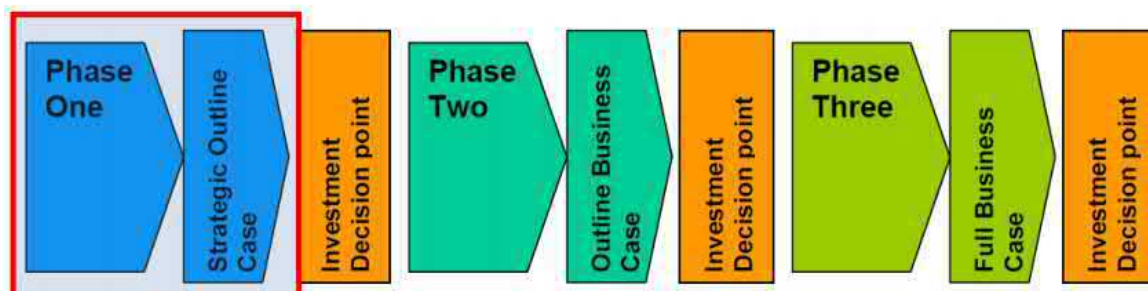 Phase
One
Strategic Outline
Case
Investment
Decision point
Phase
Two
Outline Business
Case
Investment
Decision point
Phase
Three
Full Business
Case
Investment
Decision point